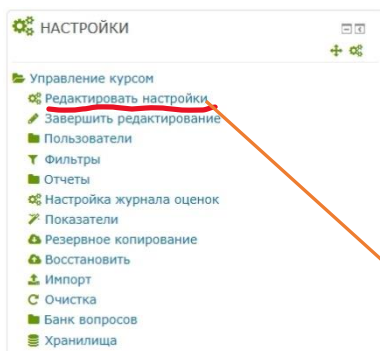 НАСТРОЙКИ
Управление курсом
Редактировать настройки
Завершить редактирование
Пользователи
Фильтры
Отчеты
Настройка журнала оценок
Показатели
Резервное копирование
Восстановить
Импорт
Очистка
Банк вопросов
Хранилища